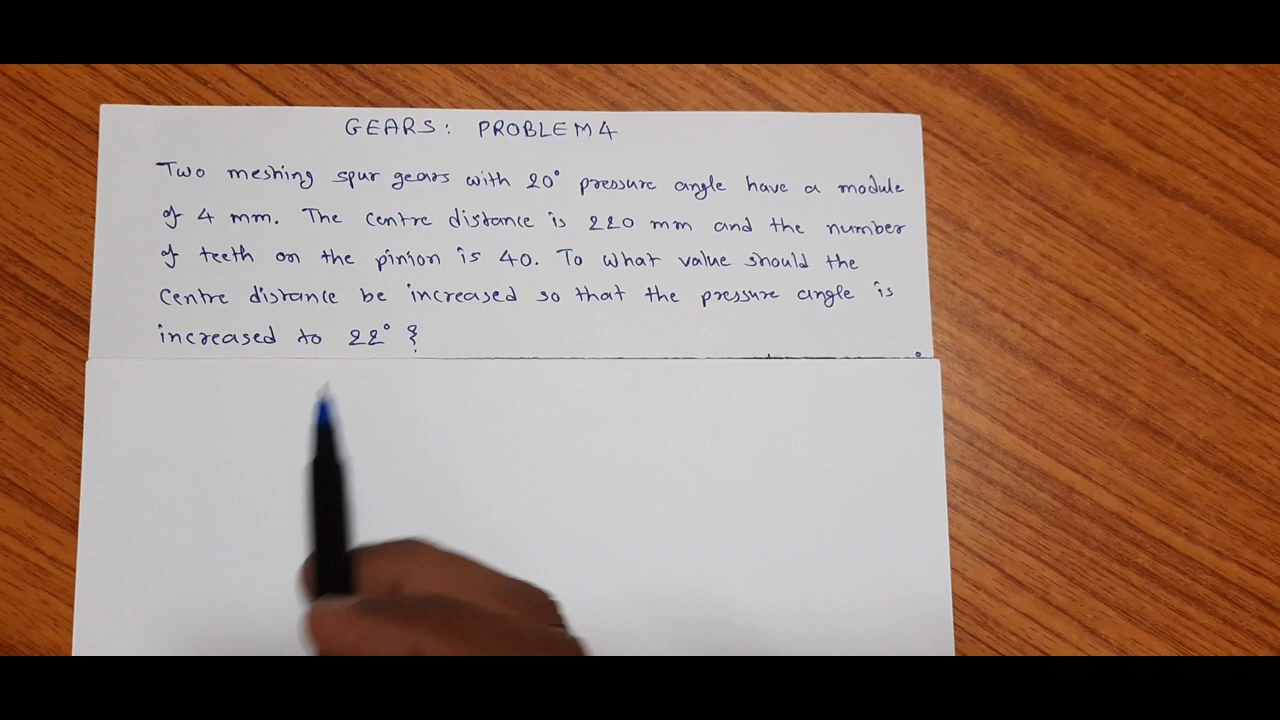 GEARS: PROBLEM 4
Two meshing spur gears with 20° pressure angle have a module
of 4 mm. The centre distance is 220 mm and the number
of teeth on the pinion is 40. To what value should the
centre distance be increased so that the pressure angle is
increased to 22° ?